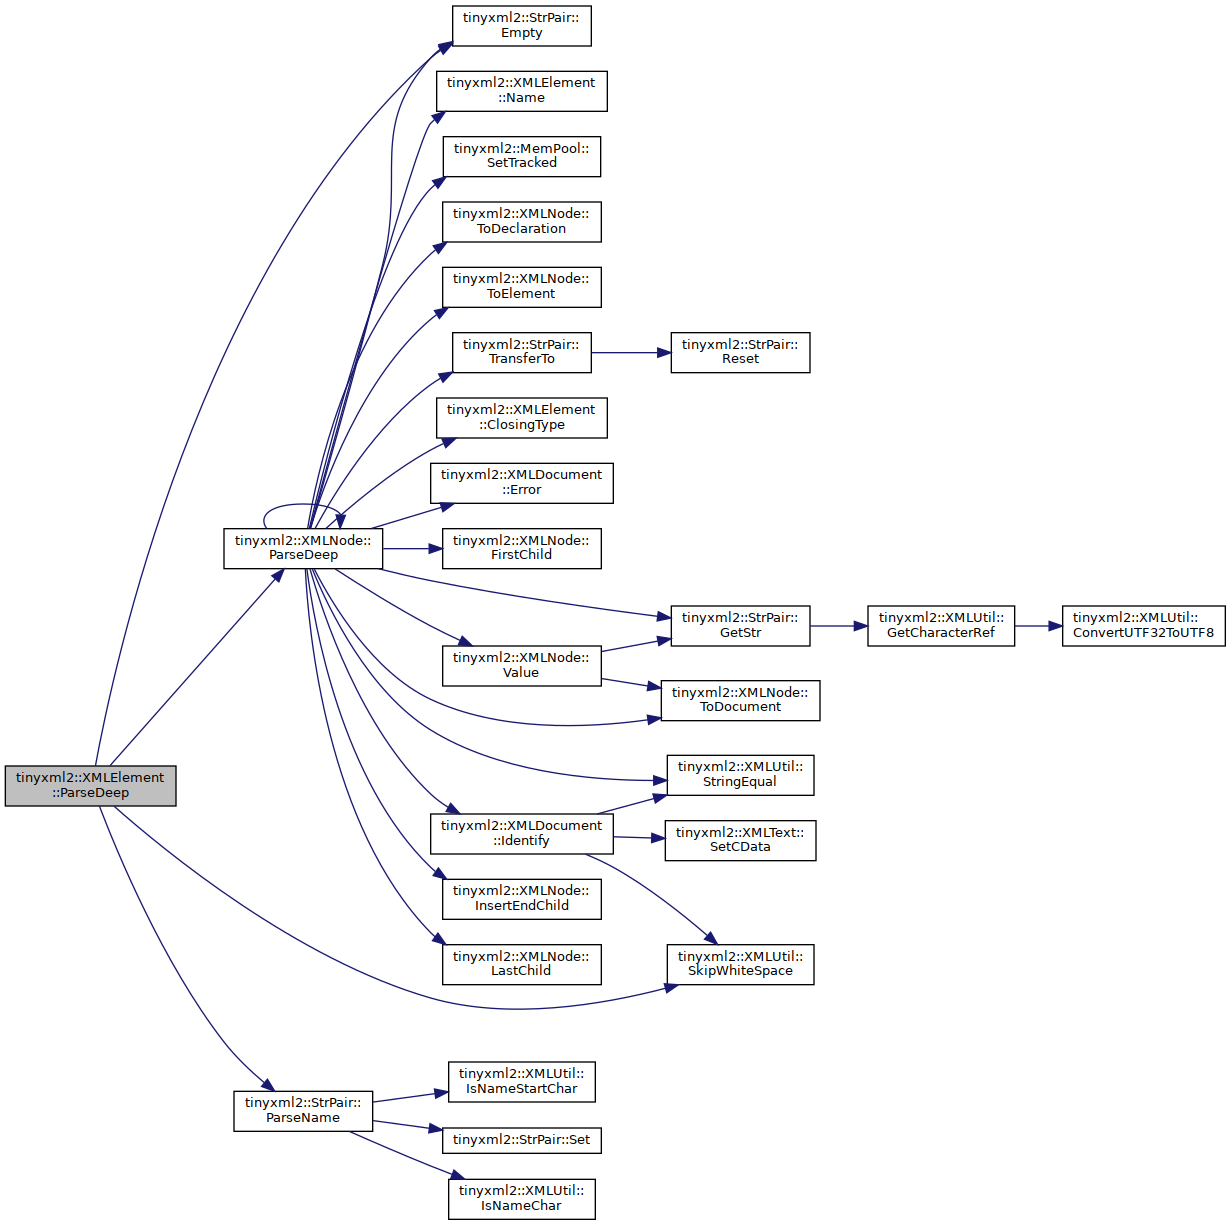 tinyxml2::StrPair::
Empty
tinyxml2::XMLElement
::Name
tinyxml2::MemPool::
SetTracked
tinyxml2::XMLNode::
ToDeclaration
tinyxml2::XMLNode::
ToElement
tinyxml2::StrPair::
TransferTo
tinyxml2::StrPair::
Reset
tinyxml2::XMLElement
::ClosingType
tinyxml2::XMLDocument
::Error
tinyxml2::XMLNode::
ParseDeep
tinyxml2::XMLNode::
FirstChild
tinyxml2::StrPair::
GetStr
tinyxml2::XMLUtil::
GetCharacterRef
tinyxml2::XMLUtil::
ConvertUTF32ToUTF8
tinyxml2::XMLNode::
Value
tinyxml2::XMLNode::
ToDocument
tinyxml2::XMLElement
::ParseDeep
tinyxml2::XMLUtil::
StringEqual
tinyxml2::XMLDocument
::Identify
tinyxml2::XMLText::
SetCData
tinyxml2::XMLNode::
InsertEndChild
tinyxml2::XMLNode::
LastChild
tinyxml2::XMLUtil::
SkipWhiteSpace
tinyxml2::StrPair::
ParseName
tinyxml2::XMLUtil::
IsNameStartChar
tinyxml2::StrPair::Set
tinyxml2::XMLUtil::
IsNameChar